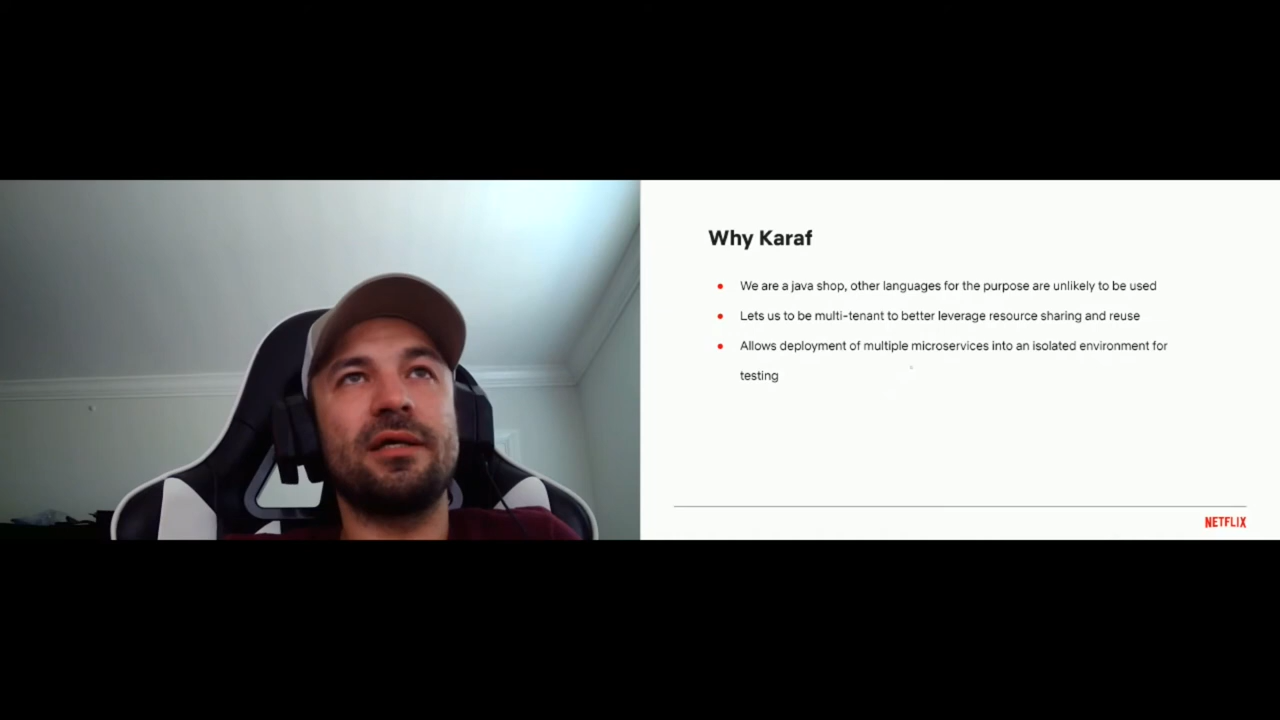 Why Karaf
We are a java shop, other languages for the purpose are unlikely to be used
Lets us to be multi-tenant to better leverage resource sharing and reuse
Allows deployment of multiple microservices into an isolated environment for
testing
NETFLIX